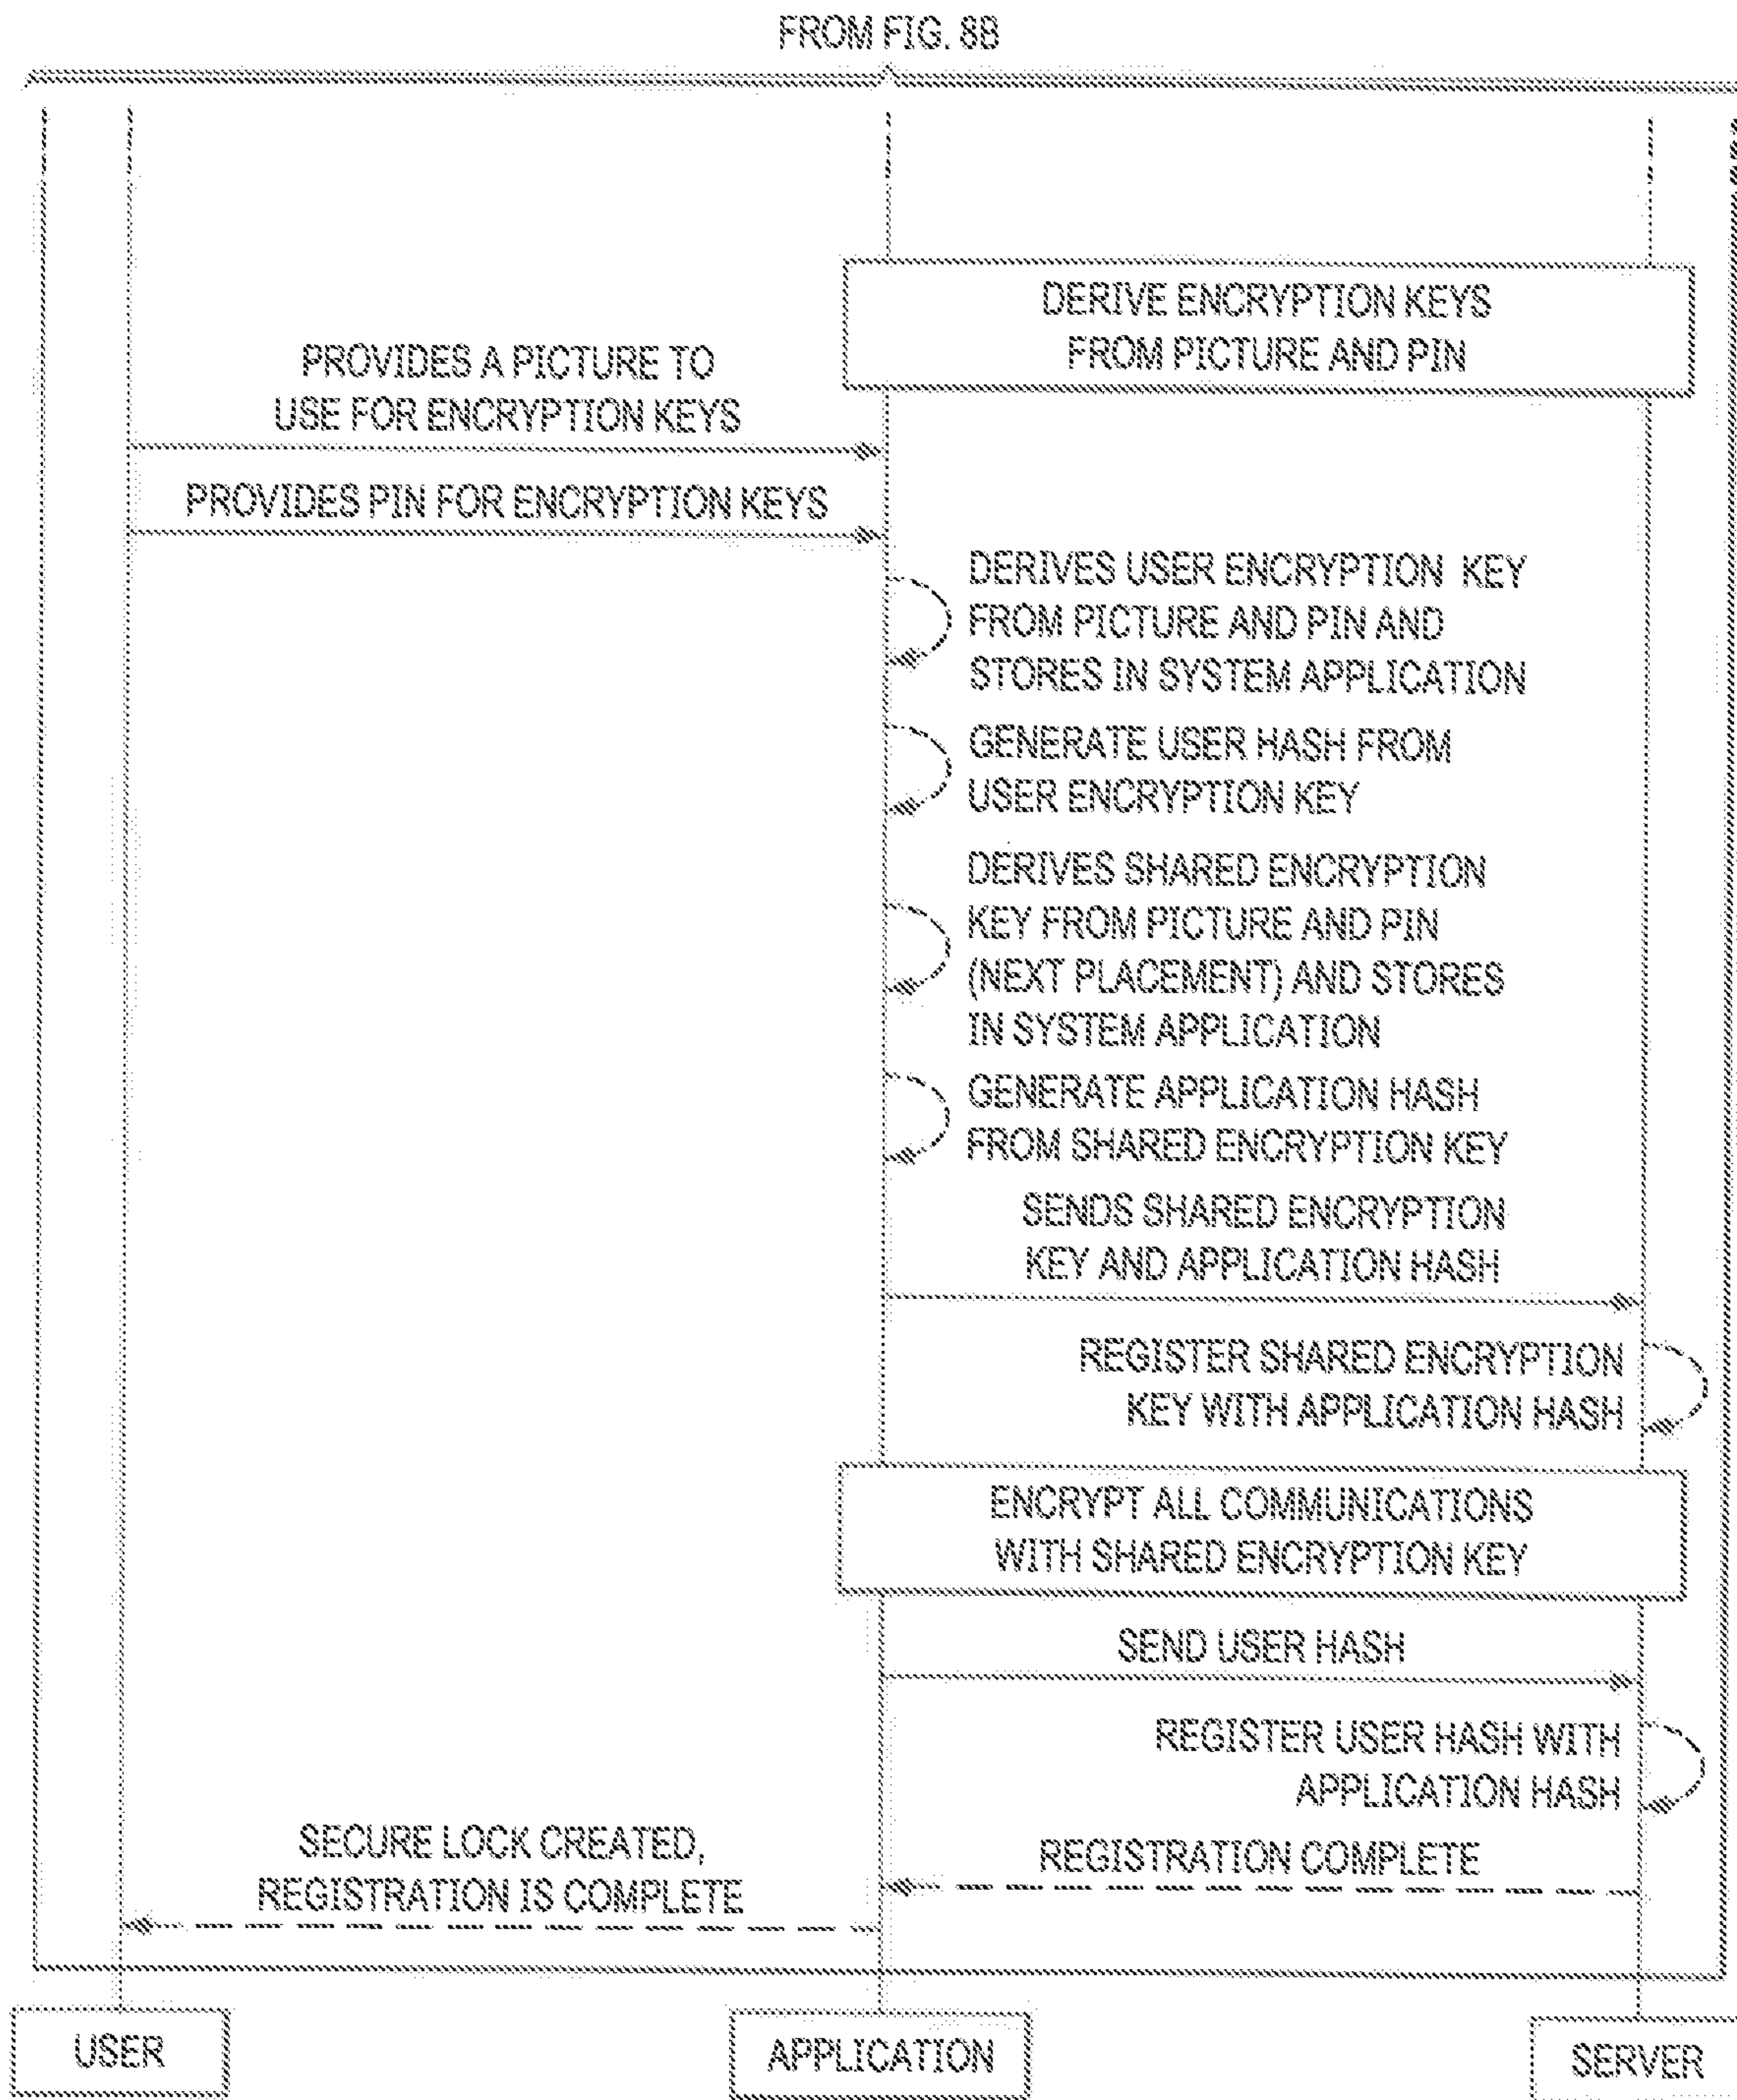 FROM FIG. 8B
DERIVE ENCRYPTION KEYS
FROM PICTURE AND PIN
PROVIDES A PICTURE TO
USE FOR ENCRYPTION KEYS
PROVIDES PIN FOR ENCRYPTION KEYS
DERIVES USER ENCRYPTION KEY
FROM PICTURE AND PIN AND
STORES IN SYSTEM APPLICATION
GENERATE USER HASH FROM
USER ENCRYPTION KEY
DERIVES SHARED ENCRYPTION
KEY FROM PICTURE AND PIN
(NEXT PLACEMENT) AND STORES
IN SYSTEM APPLICATION
GENERATE APPLICATION HASH
FROM SHARED ENCRYPTION KEY
SENDS SHARED ENCRYPTION
KEY AND APPLICATION HASH
REGISTER SHARED ENCRYPTION
KEY WITH APPLICATION HASH
ENCRYPT ALL COMMUNICATIONS
WITH SHARED ENCRYPTION KEY
SEND USER HASH
REGISTER USER HASH WITH
APPLICATION HASH
REGISTRATION COMPLETE
SECURE LOCK CREATED,
REGISTRATION IS COMPLETE
USER
APPLICATION
SERVER